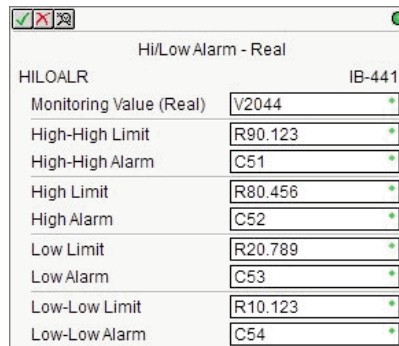 Hi/Low Alarm - Real
HILOALR IB-441
Monitoring Value (Real) V2044
High-High Limit R90.123
High-High Alarm C51
High Limit R80.456
High Alarm C52
Low Limit R20.789
Low Alarm C53
Low-Low Limit R10.123
Low-Low Alarm C54